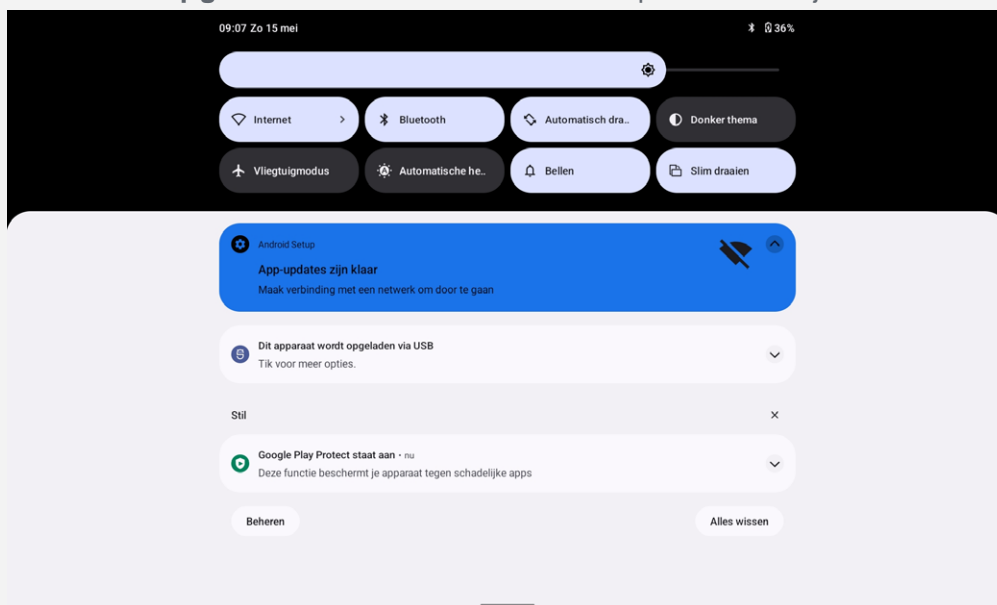 09:07 Zo 15 mei
36%
Internet
Bluetooth
Automatisch dra..
Donker thema
Vliegtuigmodus
Automatische he..
Bellen
Slim draaien
Android Setup
App-updates zijn klaar
Maak verbinding met een netwerk om door te gaan
Dit apparaat wordt opgeladen via USB
Tik voor meer opties.
Stil
Google Play Protect staat aan • nu
Deze functie beschermt je apparaat tegen schadelijke apps
Beheren
Alles wissen